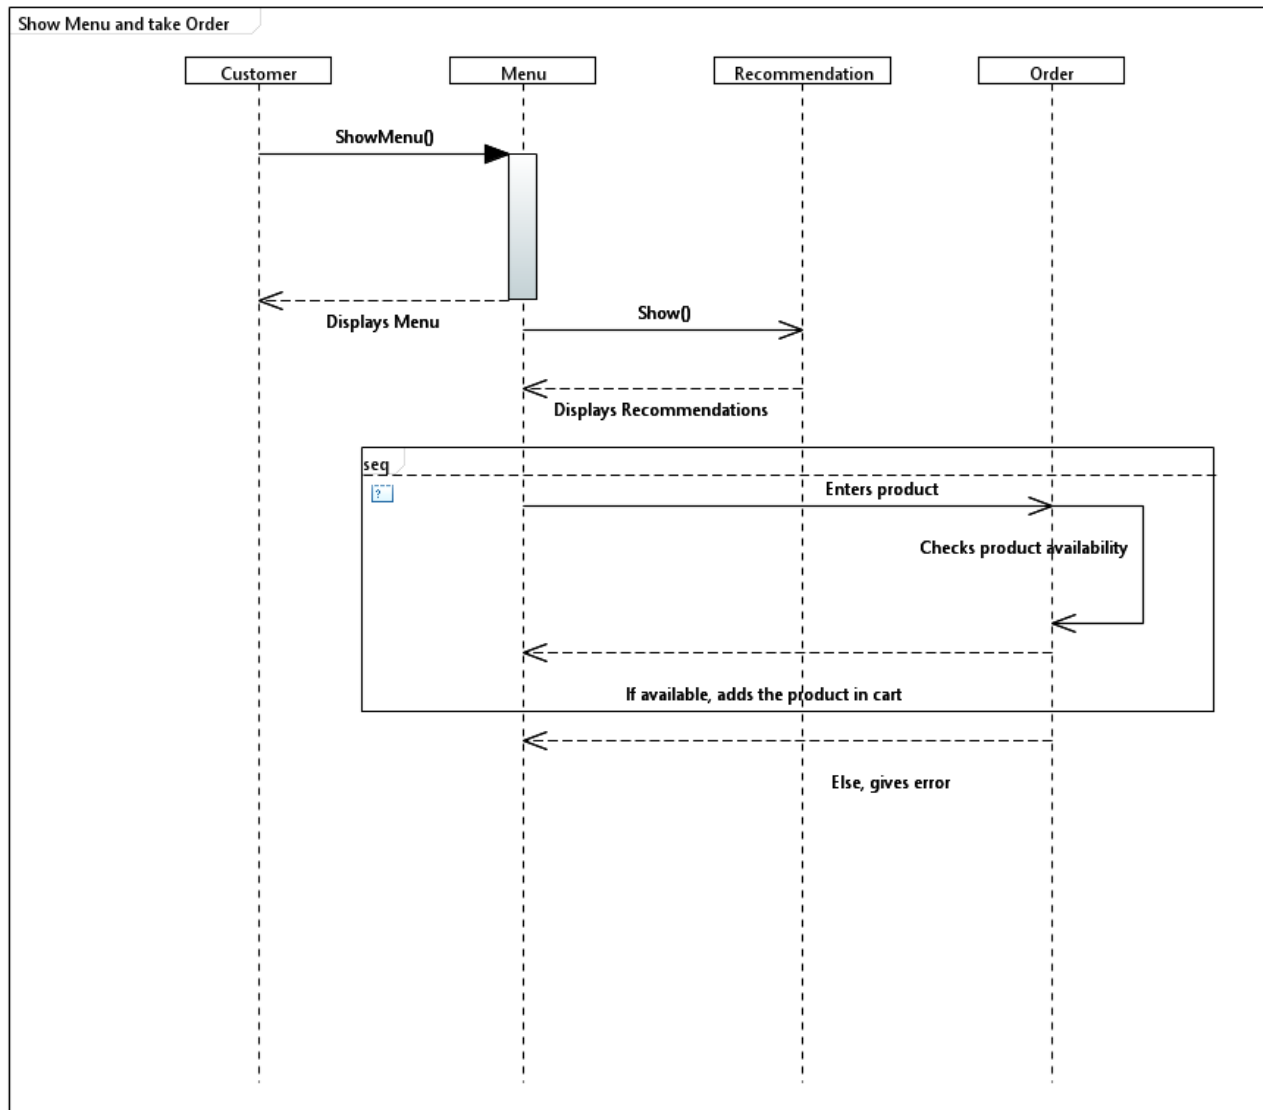 Show Menu and take Order
Customer
Menu
Recommendation
Order
ShowMenu()
Displays Menu
Show()
Displays Recommendations
seq
?
Enters product
Checks product availability
If available, adds the product in cart
Else, gives error